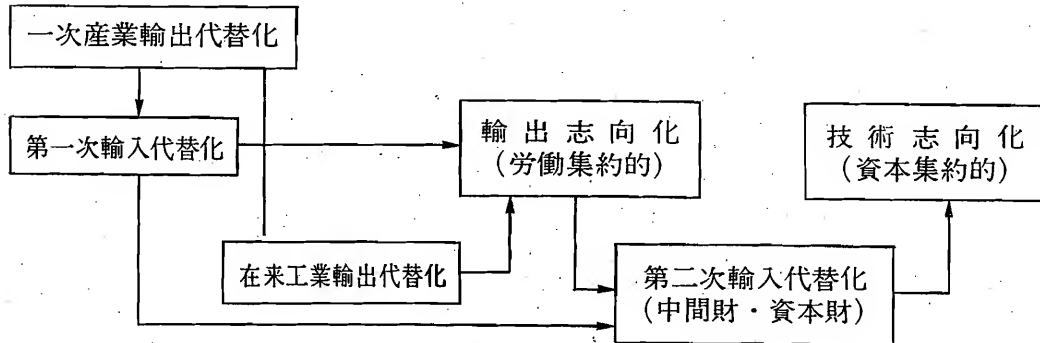 一次産業輸出代替化
第一次輸入代替化
輸出志向化
(労働集約的)
技術志向化
(資本集約的)
在来工業輸出代替化
第二次輸入代替化
(中間財・資本財)